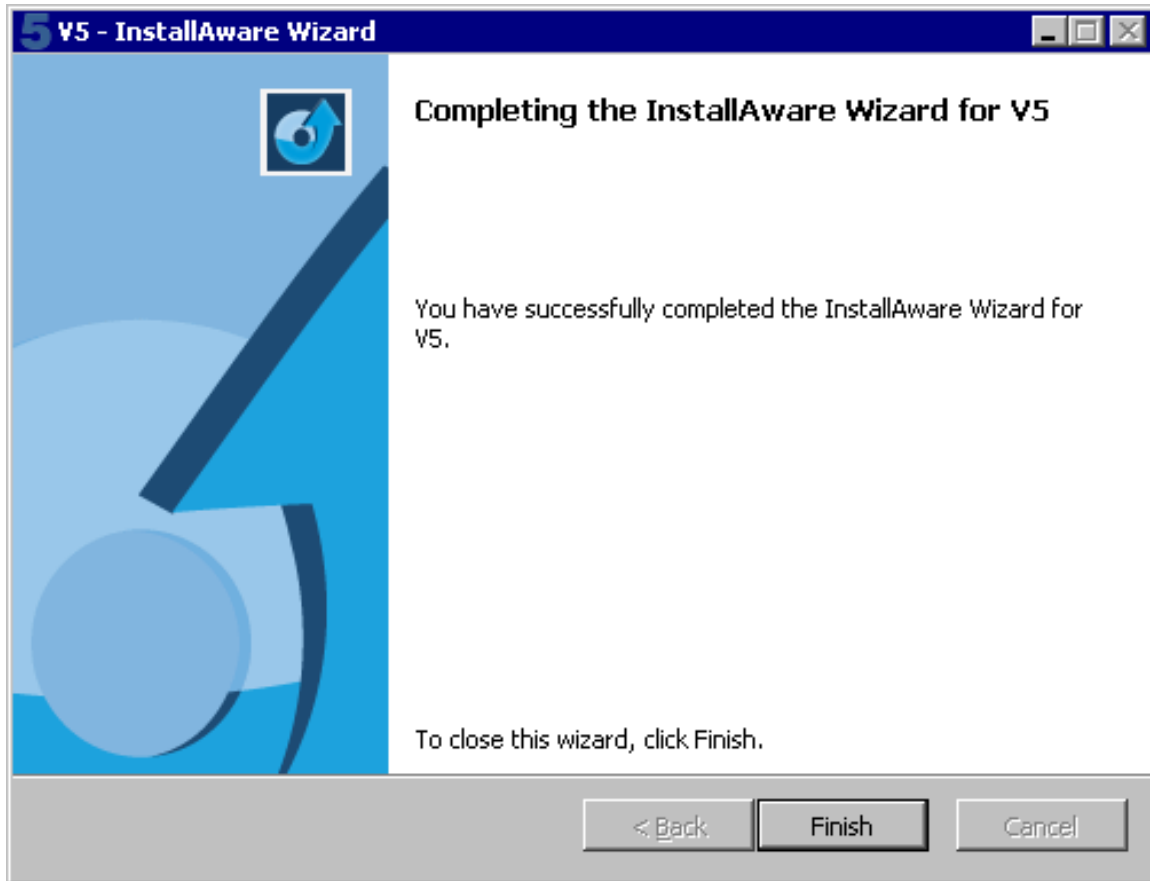 5 V5 - InstallAware Wizard
Completing the InstallAware Wizard for V5
You have successfully completed the InstallAware Wizard for
V5.
To close this wizard, click Finish.
< Back Finish Cancel